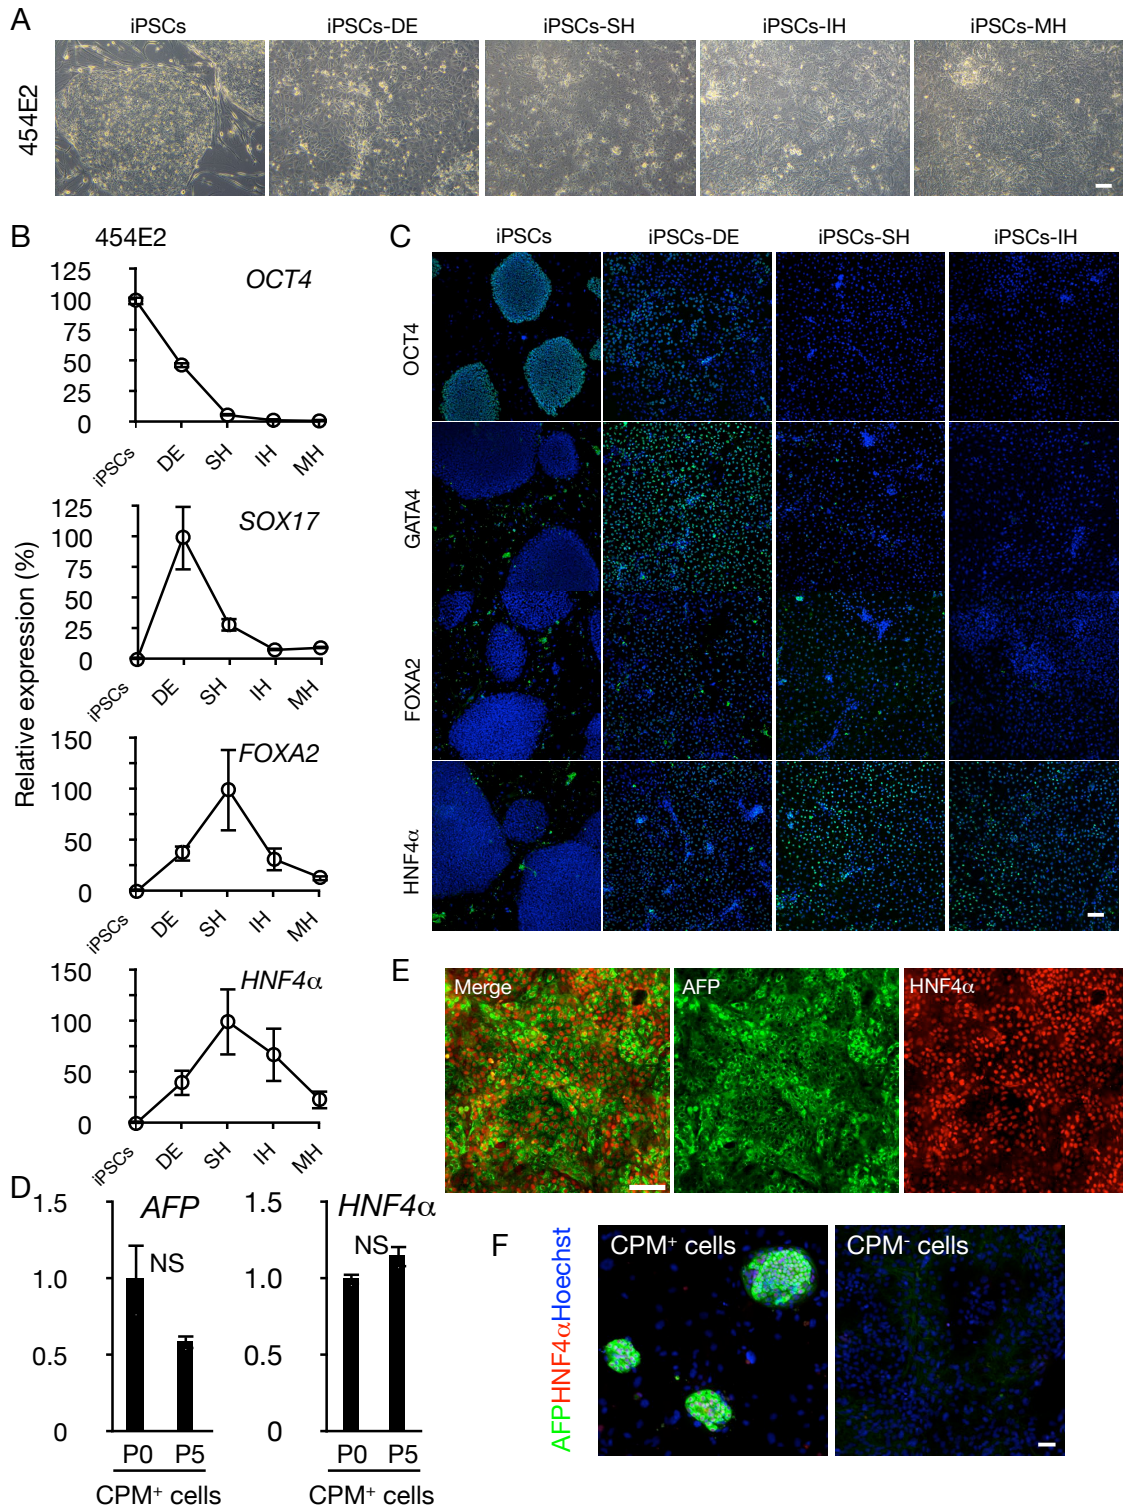 A
iPSCs
iPSCs-DE
iPSCs-SH
iPSCs-IH
iPSCs-MH
454E2
B
454E2
Relative expression (%)
OCT4
125
100
75
50
25
0
iPSCs
DE
SH
IH
MH
SOX17
125
100
75
50
25
0
iPSCs
DE
SH
IH
MH
FOXA2
150
100
50
0
iPSCs
DE
SH
IH
MH
HNF4α
150
100
50
0
iPSCs
DE
SH
IH
MH
C
iPSCs
iPSCs-DE
iPSCs-SH
iPSCs-IH
OCT4
GATA4
FOXA2
HNF4α
D
AFP
1.5
1.0
0.5
0
NS
P0
P5
CPM⁺ cells
HNF4α
1.5
1.0
0.5
0
NS
P0
P5
CPM⁺ cells
E
Merge
AFP
HNF4α
F
AFPHNF4αHoechst
CPM⁺ cells
CPM⁻ cells